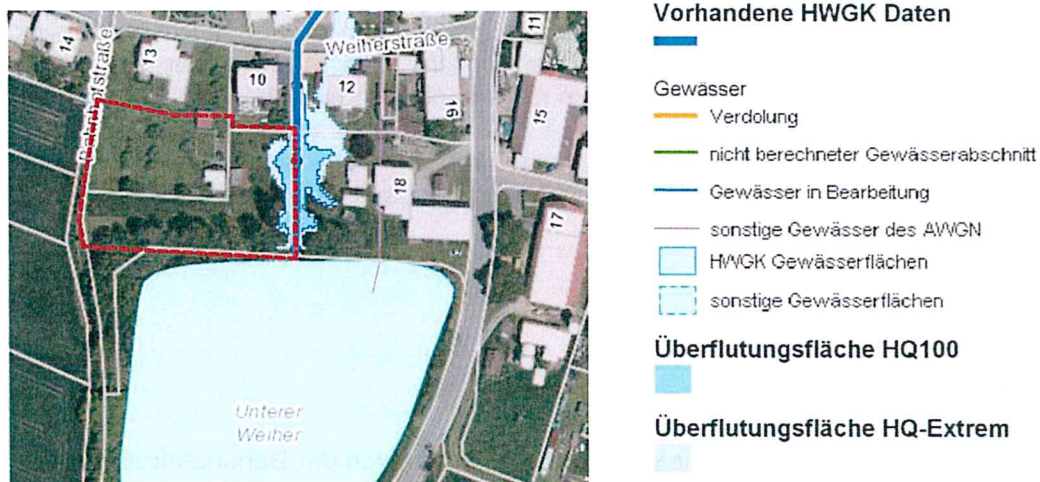 Weiherstraße
14
13
10
12
11
16
15
Bahnhofstraße
18
17
Unterer
Weiher
Vorhandene HWGK Daten
Gewässer
Verdolung
nicht berechneter Gewässerabschnitt
Gewässer in Bearbeitung
sonstige Gewässer des AWGN
HWGK Gewässerflächen
sonstige Gewässerflächen
Überflutungsfläche HQ100
Überflutungsfläche HQ-Extrem